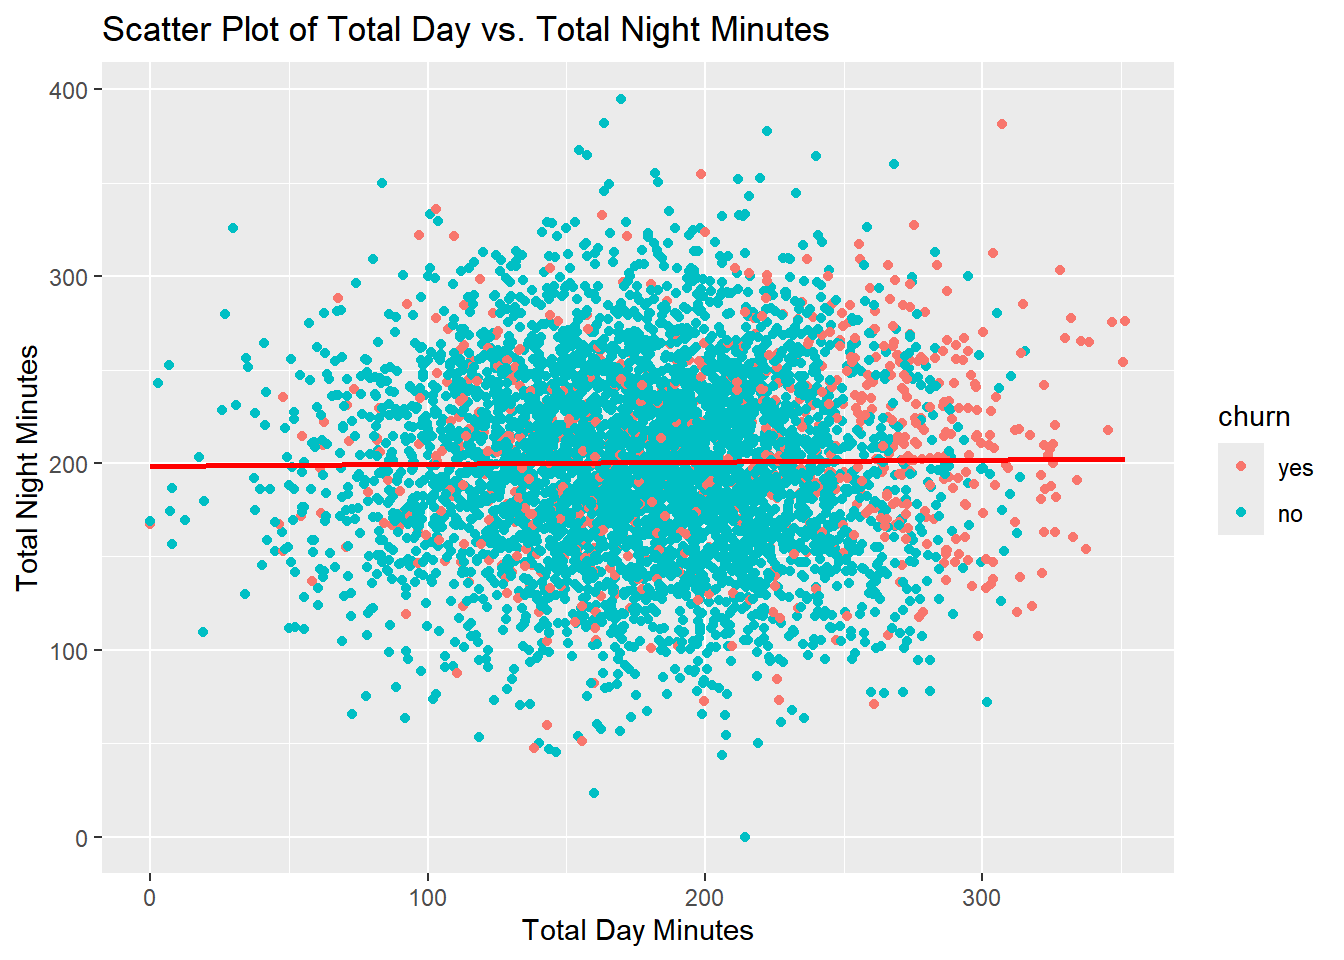 Scatter Plot of Total Day vs. Total Night Minutes
400
300
200
100
0
Total Night Minutes
0 100 200 300
Total Day Minutes
churn
yes
no